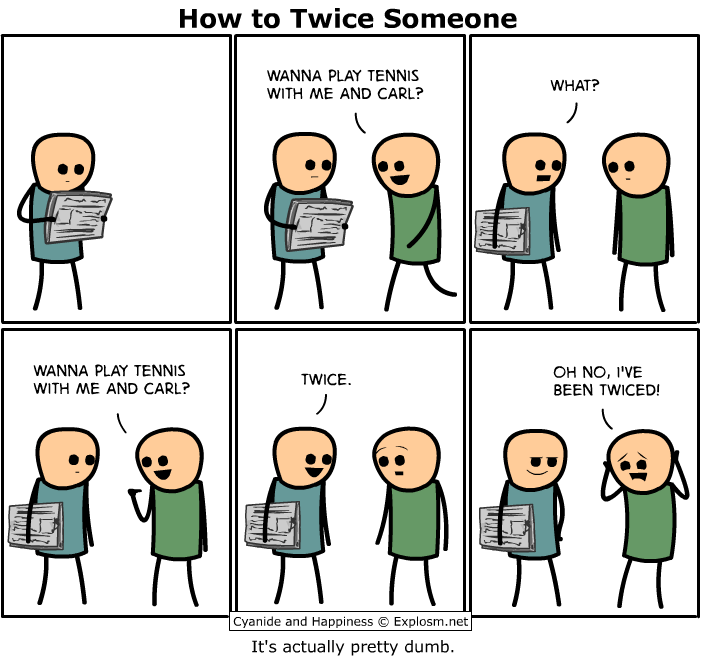 How to Twice Someone
WANNA PLAY TENNIS
WITH ME AND CARL?
WHAT?
WANNA PLAY TENNIS
WITH ME AND CARL?
TWICE.
OH NO, I'VE
BEEN TWICED!
Cyanide and Happiness © Explosm.net
It's actually pretty dumb.